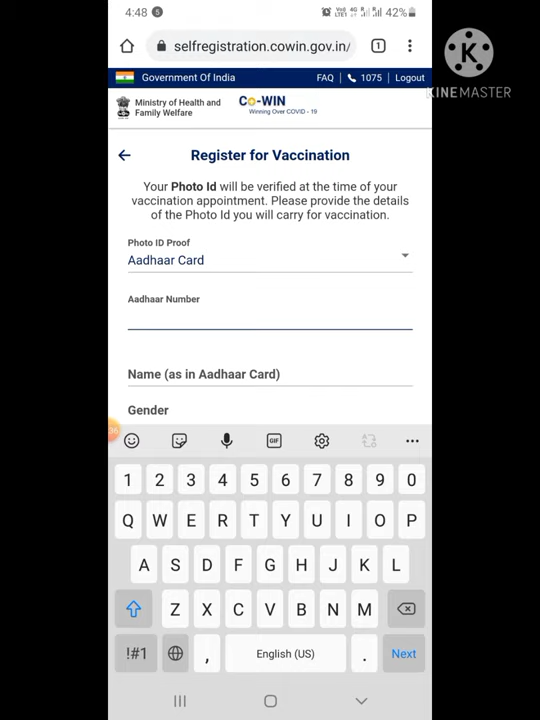 4:48 5 Vo) LTE1 4G 42%
selfregistration.cowin.gov.in/ 1
KINEMASTER
Government Of India FAQ 1075 Logout
Ministry of Health and
Family Welfare
Co-WIN
Winning Over COVID - 19
Register for Vaccination
Your Photo Id will be verified at the time of your
vaccination appointment. Please provide the details
of the Photo Id you will carry for vaccination.
Photo ID Proof
Aadhaar Card
Aadhaar Number
Name (as in Aadhaar Card)
Gender
GIF
1 2 3 4 5 6 7 8 9 0
Q W E R T Y U I O P
A S D F G H J K L
Z X C V B N M
!#1 , English (US) . Next